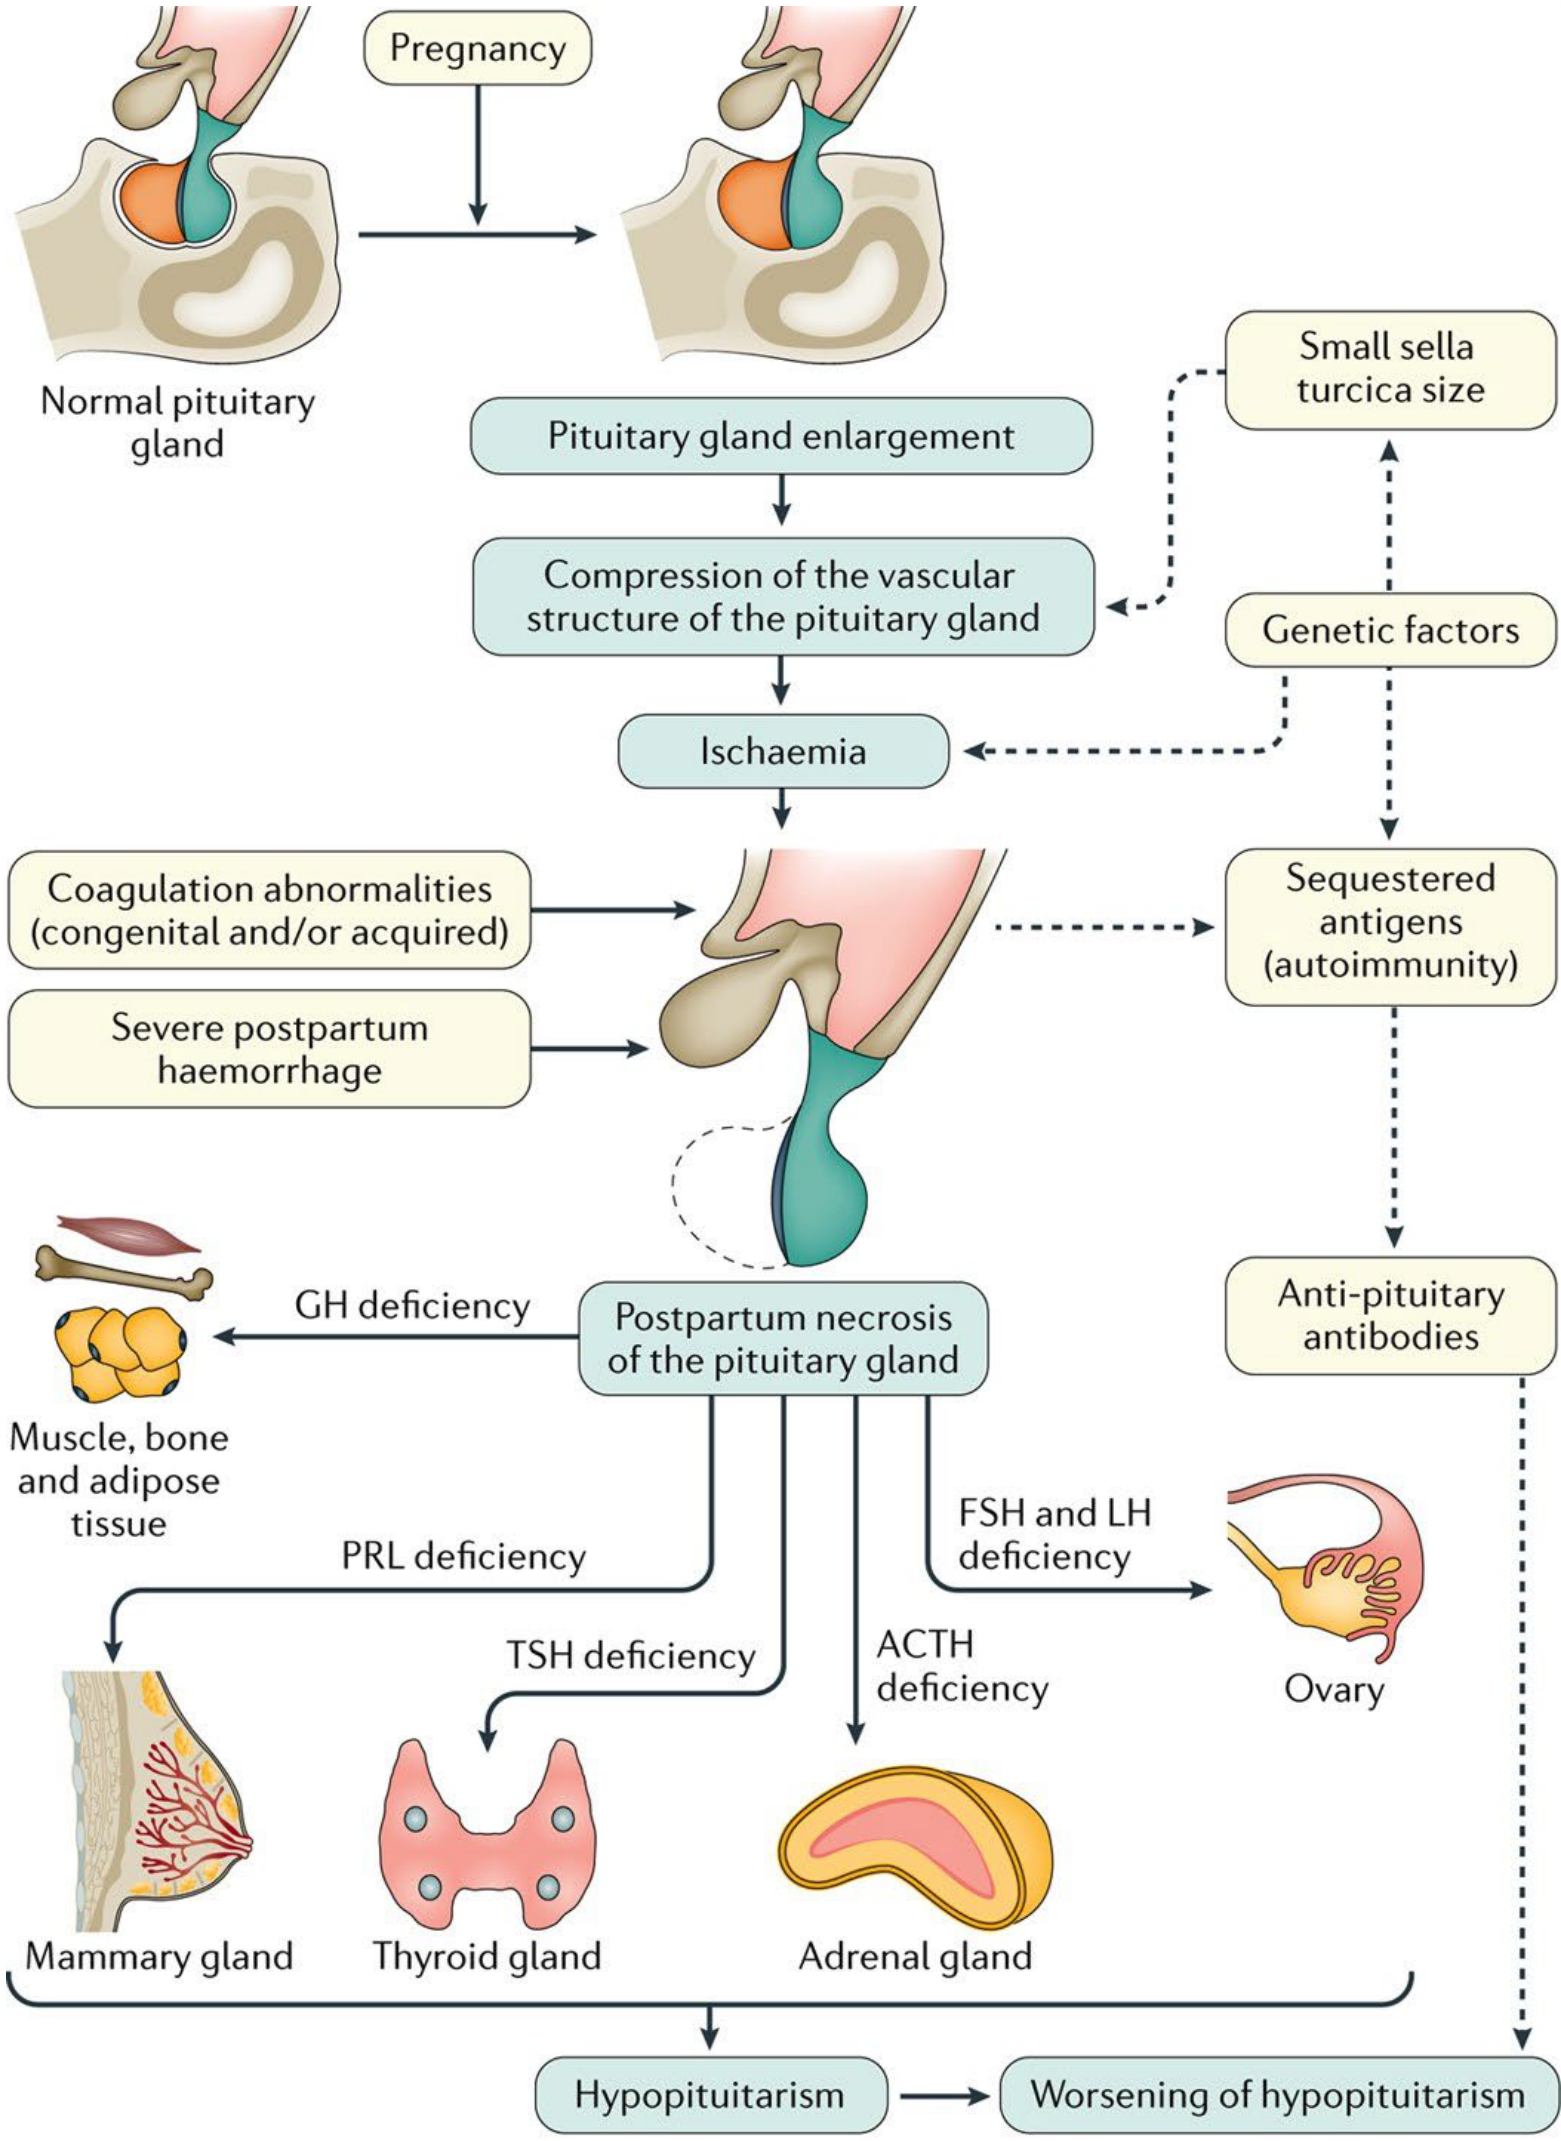 Pregnancy
Normal pituitary
gland
Small sella
turcica size
Pituitary gland enlargement
Compression of the vascular
structure of the pituitary gland
Genetic factors
Ischaemia
Coagulation abnormalities
(congenital and/or acquired)
Sequestered
antigens
(autoimmunity)
Severe postpartum
haemorrhage
GH deficiency
Postpartum necrosis
of the pituitary gland
Anti-pituitary
antibodies
Muscle, bone
and adipose
tissue
PRL deficiency
FSH and LH
deficiency
TSH deficiency
ACTH
deficiency
Ovary
Mammary gland
Thyroid gland
Adrenal gland
Hypopituitarism
Worsening of hypopituitarism